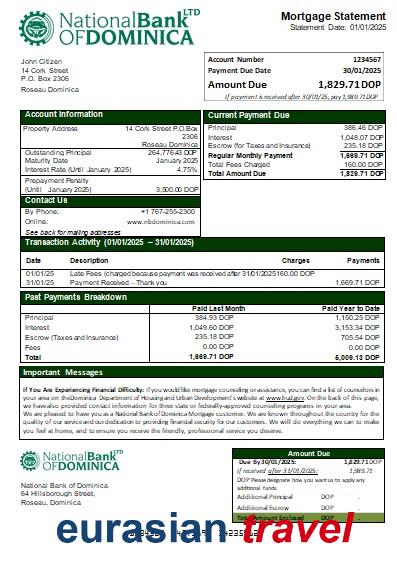 NationalBank LTD
OF DOMINICA
Mortgage Statement
Statement Date: 01/01/2025
John Citizen
14 Cork Street
P.O. Box 2306
Roseau Dominica
Account Number 1234567
Payment Due Date 30/01/2025
Amount Due 1,829.71 DOP
If payment is received after 30/01/25, pay 1,989.71 DOP
Account Information
Property Address 14 Cork Street P.O.Box
2306
Roseau Dominica
Outstanding Principal 264,776.43 DOP
Maturity Date January 2025
Interest Rate (Until January 2025) 4.75%
Prepayment Penalty
(Until January 2025) 3,500.00 DOP
Contact Us
By Phone: +1 767-255-2300
Online: www.nbdominica.com
See back for mailing addresses
Current Payment Due
Principal 386.46 DOP
Interest 1,048.07 DOP
Escrow (for Taxes and Insurance) 235.18 DOP
Regular Monthly Payment 1,669.71 DOP
Total Fees Charged 160.00 DOP
Total Amount Due 1,829.71 DOP
Transaction Activity (01/01/2025 – 31/01/2025)
Date Description Charges Payments
01/01/25 Late Fees (charged because payment was received after 31/01/2025160.00 DOP
31/01/25 Payment Received – Thank you 1,669.71 DOP
Past Payments Breakdown
Paid Last Month Paid Year to Date
Principal 384.93 DOP 1,150.25 DOP
Interest 1,049.60 DOP 3,153.34 DOP
Escrow (Taxes and Insurance) 235.18 DOP 705.54 DOP
Fees 0.00 DOP 0.00 DOP
Total 1,669.71 DOP 5,009.13 DOP
Important Messages
If You Are Experiencing Financial Difficulty: If you would like mortgage counseling or assistance, you can find a list of counselors in
your area on the Dominica Department of Housing and Urban Development's website at www.hud.gov. On the back of this page,
we have also provided contact information for three state or federally-approved counseling programs in your area.
We are pleased to have you as a National Bank of Dominica Mortgage customer. We are known throughout the country for the
quality of our service and our dedication to providing financial security for our customers. We will do everything we can to make
you feel at home, and to ensure you receive the friendly, professional service you deserve.
NationalBank LTD
OF DOMINICA
National Bank of Dominica
64 Hillsborough Street,
Roseau, Dominica
Amount Due
Due By 30/01/2025: 1,829.71 DOP
If received after 31/01/2025: 1,989.71
DOP Please designate how you want us to apply any
additional funds.
Additional Principal DOP .
Additional Escrow DOP .
Total Amount Enclosed DOP .
eurasian travel